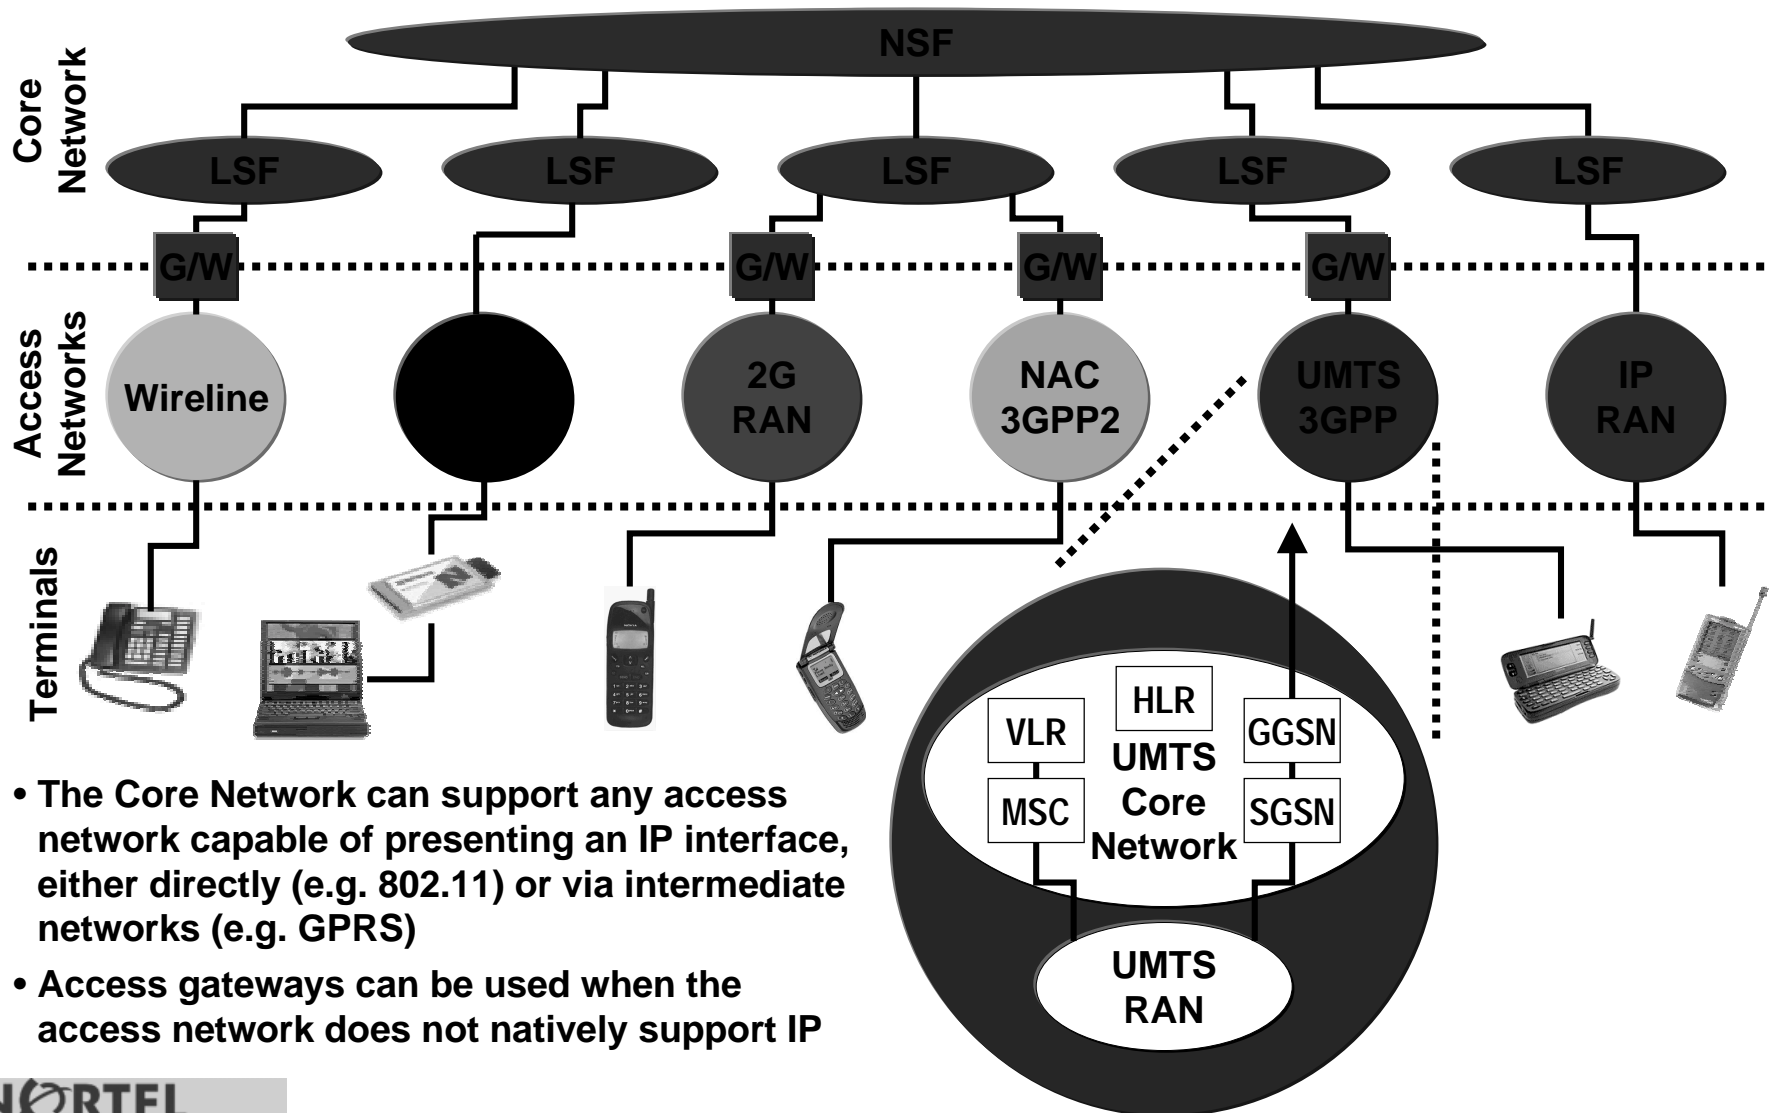 NSF
Core
Network
LSF
LSF
LSF
LSF
LSF
G/W
G/W
G/W
G/W
Access
Networks
Wireline
2G
RAN
NAC
3GPP2
UMTS
3GPP
IP
RAN
Terminals
HLR
VLR
GGSN
UMTS
Core
Network
MSC
SGSN
UMTS
RAN
• The Core Network can support any access
network capable of presenting an IP interface,
either directly (e.g. 802.11) or via intermediate
networks (e.g. GPRS)
• Access gateways can be used when the
access network does not natively support IP
NORTEL